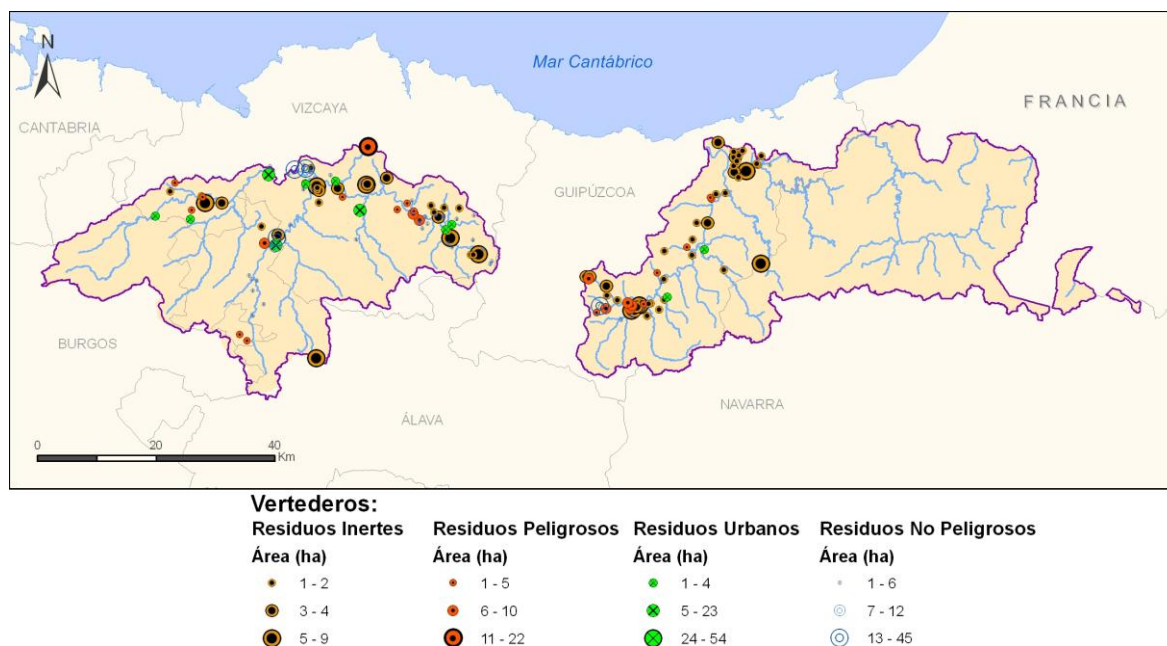 N
Mar Cantábrico
VIZCAYA
CANTABRIA
FRANCIA
GUIPÚZCOA
BURGOS
NAVARRA
ÁLAVA
0 20 40
Km
Vertederos:
Residuos Inertes Residuos Peligrosos Residuos Urbanos Residuos No Peligrosos
Área (ha) Área (ha) Área (ha) Área (ha)
1 - 2 1 - 5 1 - 4 1 - 6
3 - 4 6 - 10 5 - 23 7 - 12
5 - 9 11 - 22 24 - 54 13 - 45